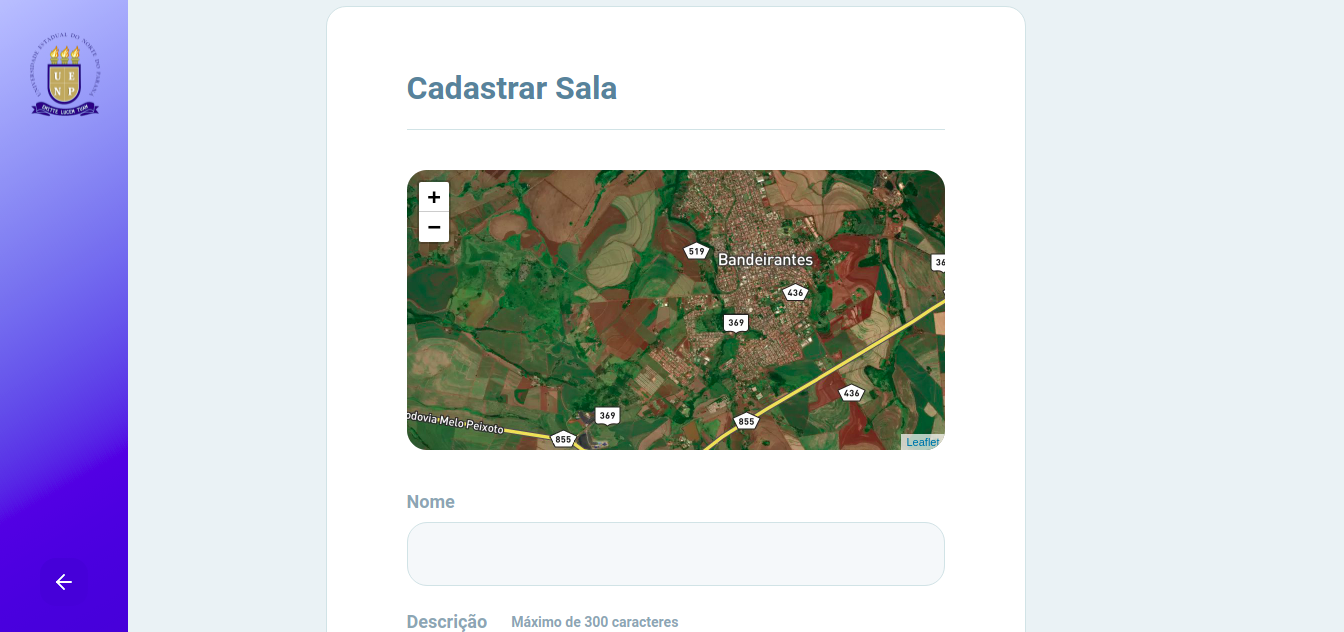 UNIVERSIDADE ESTADUAL DO NORTE DO PARANÁ
U E
N P
EMITTE LUCEM TUAM
Cadastrar Sala
+
−
519
Bandeirantes
36
436
369
436
369
855
odovia Melo Peixoto
855
Leaflet
Nome
Descrição Máximo de 300 caracteres